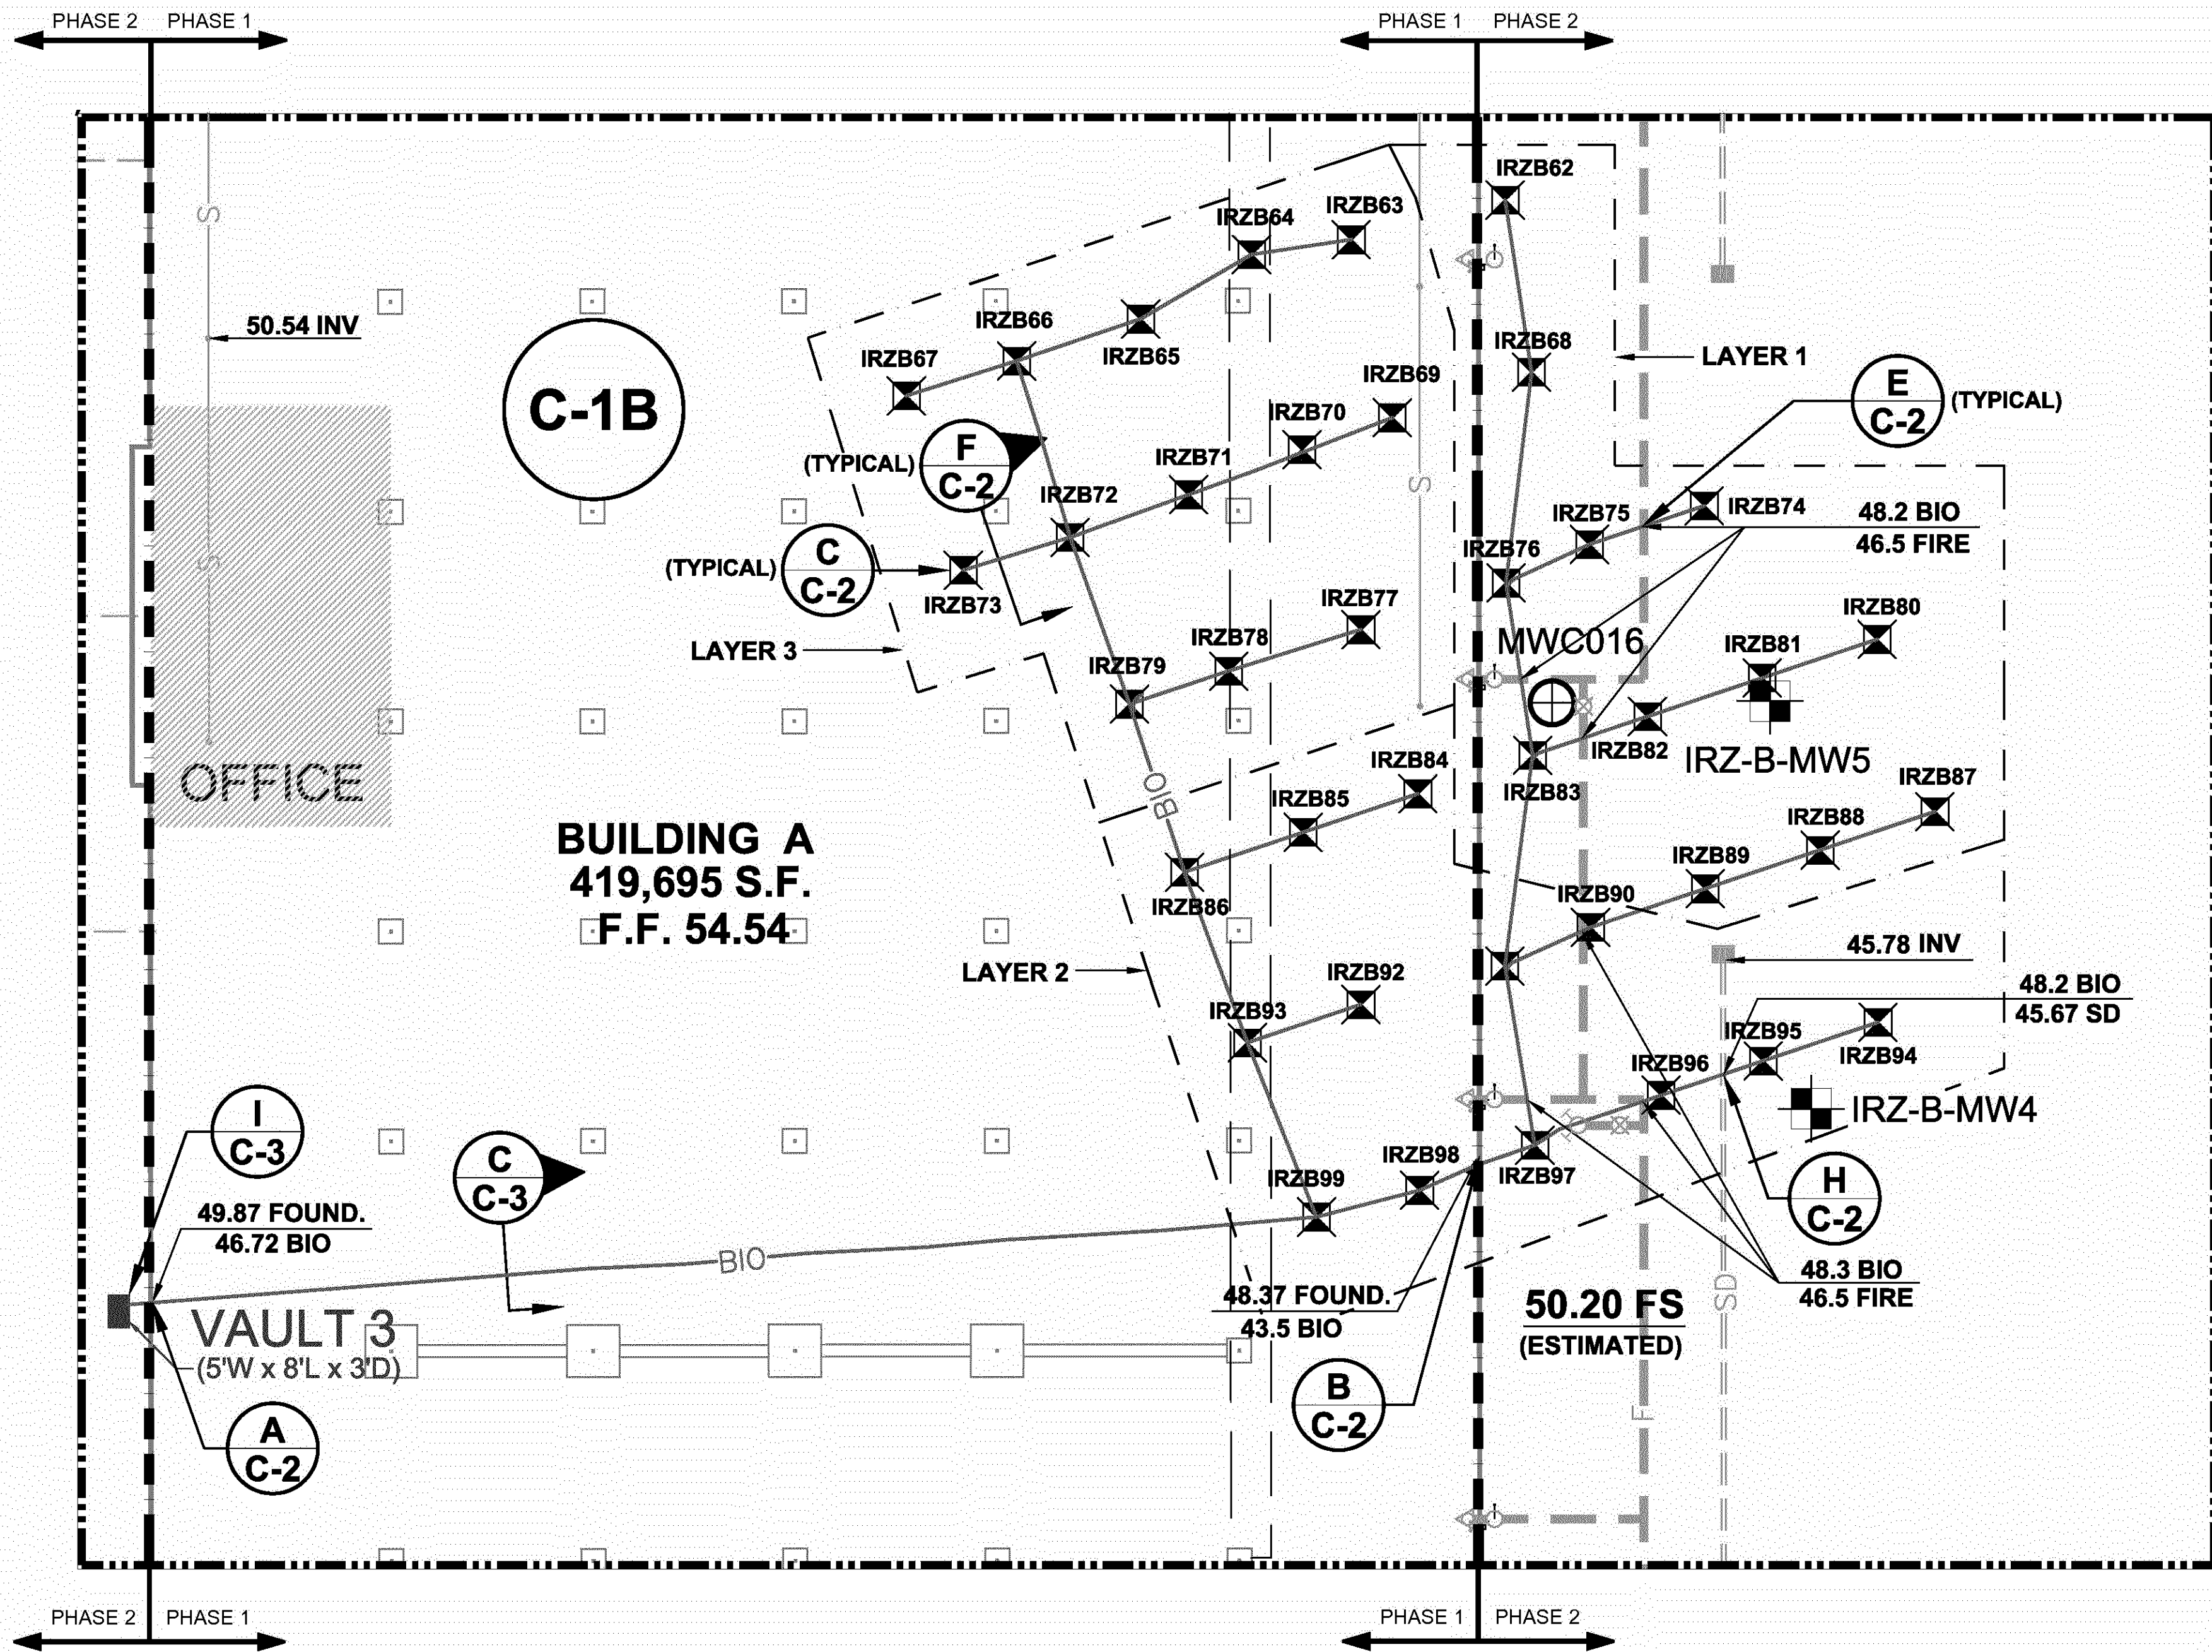 PHASE 2 PHASE 1
PHASE 1 PHASE 2
IRZB62
IRZB63
IRZB64
S
50.54 INV
IRZB66
IRZB65
IRZB67
IRZB68
LAYER 1
IRZB69
C-1B
E
C-2
(TYPICAL)
IRZB70
F
C-2
(TYPICAL)
IRZB71
IRZB72
S
IRZB74
IRZB75
48.2 BIO
46.5 FIRE
IRZB76
S
C
C-2
(TYPICAL)
IRZB73
IRZB77
IRZB80
IRZB78
MWC016
IRZB81
LAYER 3
IRZB79
IRZB82
IRZ-B-MW5
IRZB84
OFFICE
BIO
IRZB83
IRZB87
IRZB85
IRZB88
BUILDING A
419,695 S.F.
F.F. 54.54
IRZB89
IRZB86
IRZB90
45.78 INV
LAYER 2
IRZB92
48.2 BIO
45.67 SD
IRZB93
IRZB95
IRZB94
IRZB96
I
C-3
IRZ-B-MW4
C
C-3
IRZB98
IRZB97
IRZB99
H
C-2
49.87 FOUND.
46.72 BIO
BIO
48.3 BIO
46.5 FIRE
48.37 FOUND.
43.5 BIO
50.20 FS
(ESTIMATED)
SD
VAULT 3
(5'W x 8'L x 3'D)
B
C-2
F
A
C-2
PHASE 2 PHASE 1
PHASE 1 PHASE 2